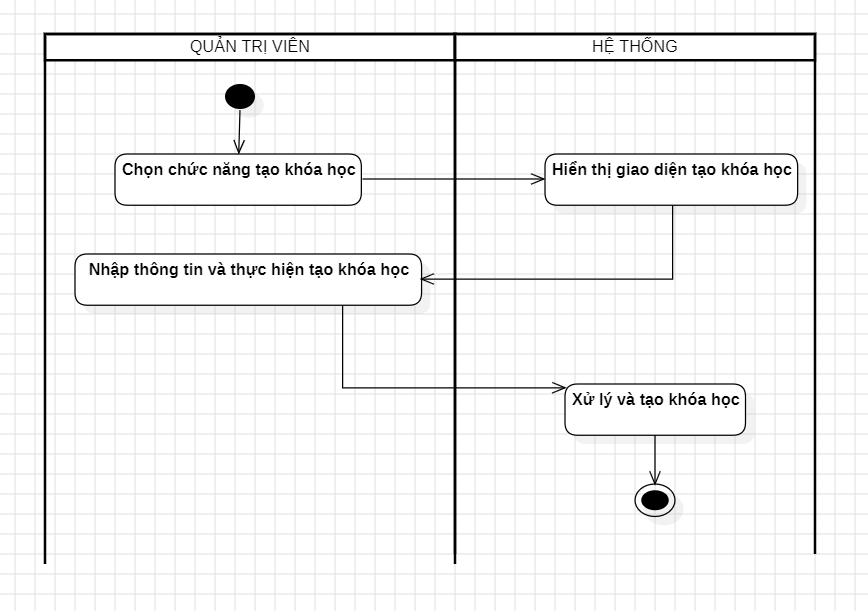 QUẢN TRỊ VIÊN
HỆ THỐNG
Chọn chức năng tạo khóa học
Hiển thị giao diện tạo khóa học
Nhập thông tin và thực hiện tạo khóa học
Xử lý và tạo khóa học